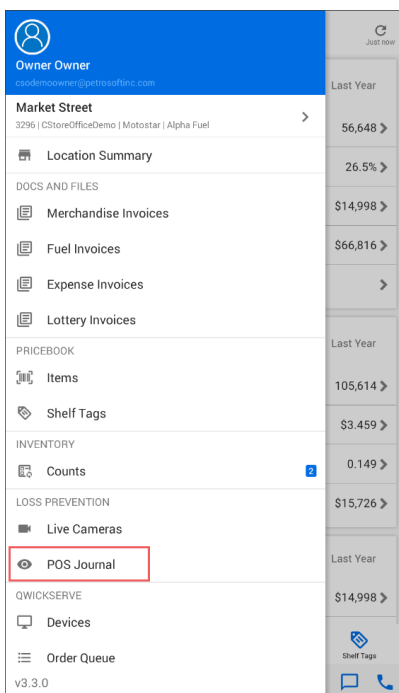 Owner Owner
csodemoowner@petrosoftinc.com
Market Street
3296 | CStoreOfficeDemo | Motostar | Alpha Fuel
Location Summary
DOCS AND FILES
Merchandise Invoices
Fuel Invoices
Expense Invoices
Lottery Invoices
PRICEBOOK
Items
Shelf Tags
INVENTORY
Counts 2
LOSS PREVENTION
Live Cameras
POS Journal
QWICKSERVE
Devices
Order Queue
v3.3.0
Just now
Last Year
56,648
26.5%
$14,998
$66,816
Last Year
105,614
$3.459
0.149
$15,726
Last Year
$14,998
Shelf Tags